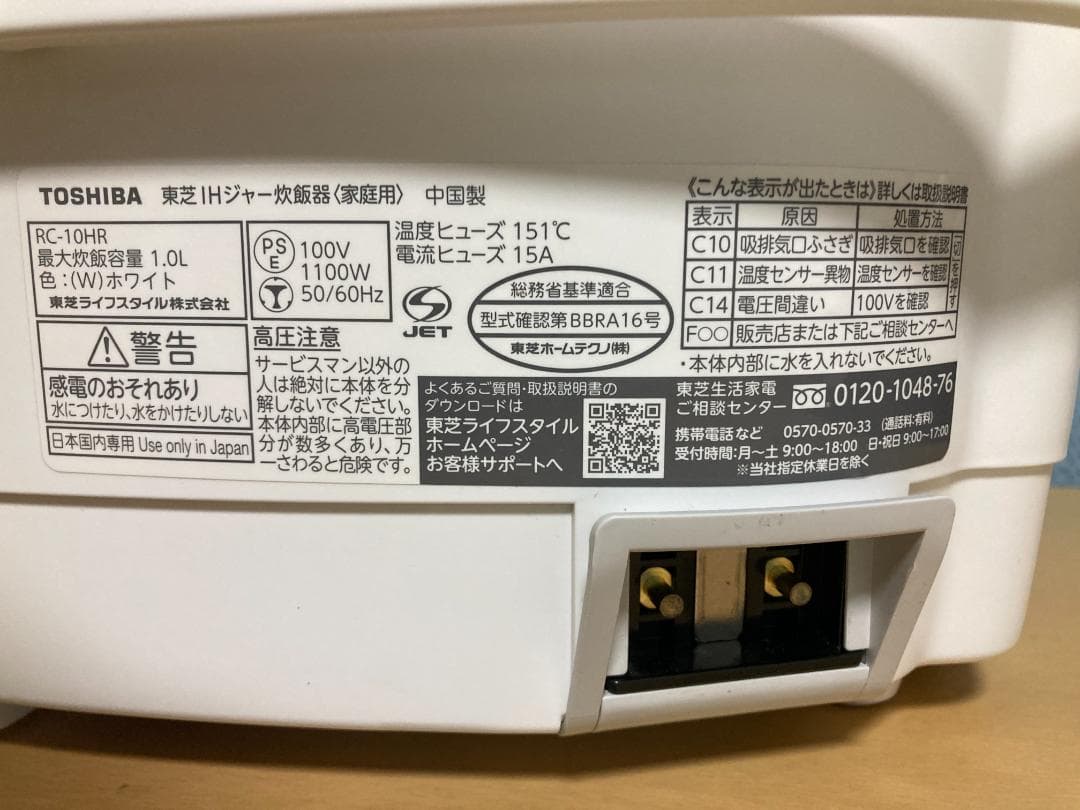 TOSHIBA 東芝IHジャー炊飯器〈家庭用〉 中国製
RC-10HR
最大炊飯容量 1.0L
色：(W)ホワイト
東芝ライフスタイル株式会社
PS
E
100V
1100W
50/60Hz
温度ヒューズ 151℃
電流ヒューズ 15A
JET
総務省基準適合
型式確認第BBRA16号
東芝ホームテクノ(株)
警告
感電のおそれあり
水につけたり、水をかけたりしない
日本国内専用 Use only in Japan
高圧注意
サービスマン以外の
人は絶対に本体を分
解しないでください。
本体内部に高電圧部
分が数多くあり、万
一さわると危険です。
《こんな表示が出たときは》詳しくは取扱説明書
表示 原因 処置方法
C10 吸排気口ふさぎ 吸排気口を確認
C11 温度センサー異物 温度センサーを確認
C14 電圧間違い 100Vを確認
切を押す
F○○ 販売店または下記ご相談センターへ
・本体内部に水を入れないでください。
よくあるご質問・取扱説明書の
ダウンロードは
東芝ライフスタイル
ホームページ
お客様サポートへ
東芝生活家電
ご相談センター 0120-1048-76
携帯電話など 0570-0570-33 (通話料:有料)
受付時間:月～土 9:00～18:00 日・祝日 9:00～17:00
※当社指定休業日を除く